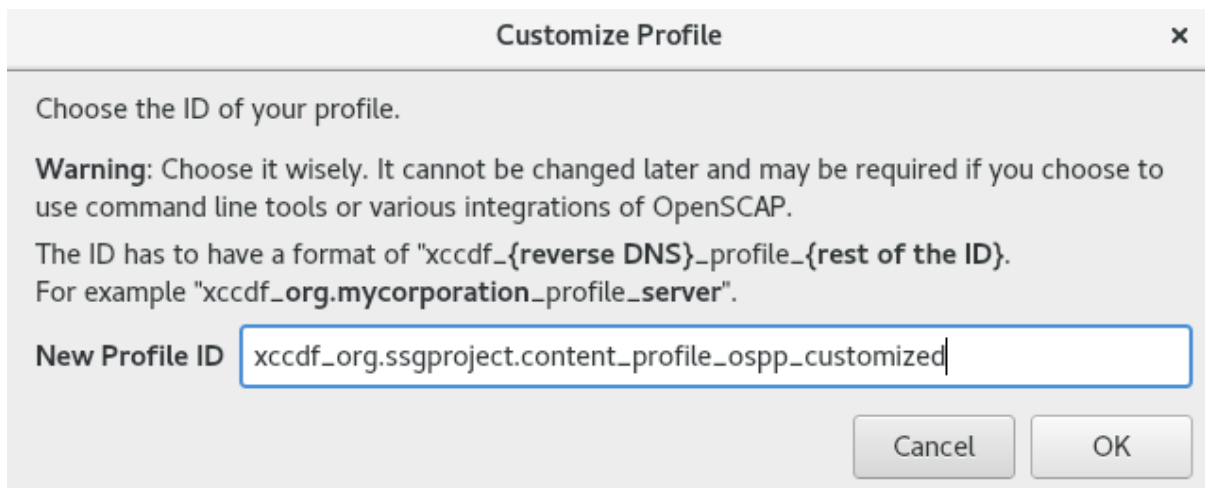 Customize Profile ×
Choose the ID of your profile.
Warning: Choose it wisely. It cannot be changed later and may be required if you choose to
use command line tools or various integrations of OpenSCAP.
The ID has to have a format of "xccdf_{reverse DNS}_profile_{rest of the ID}.
For example "xccdf_org.mycorporation_profile_server".
New Profile ID xccdf_org.ssgproject.content_profile_ospp_customized
Cancel OK